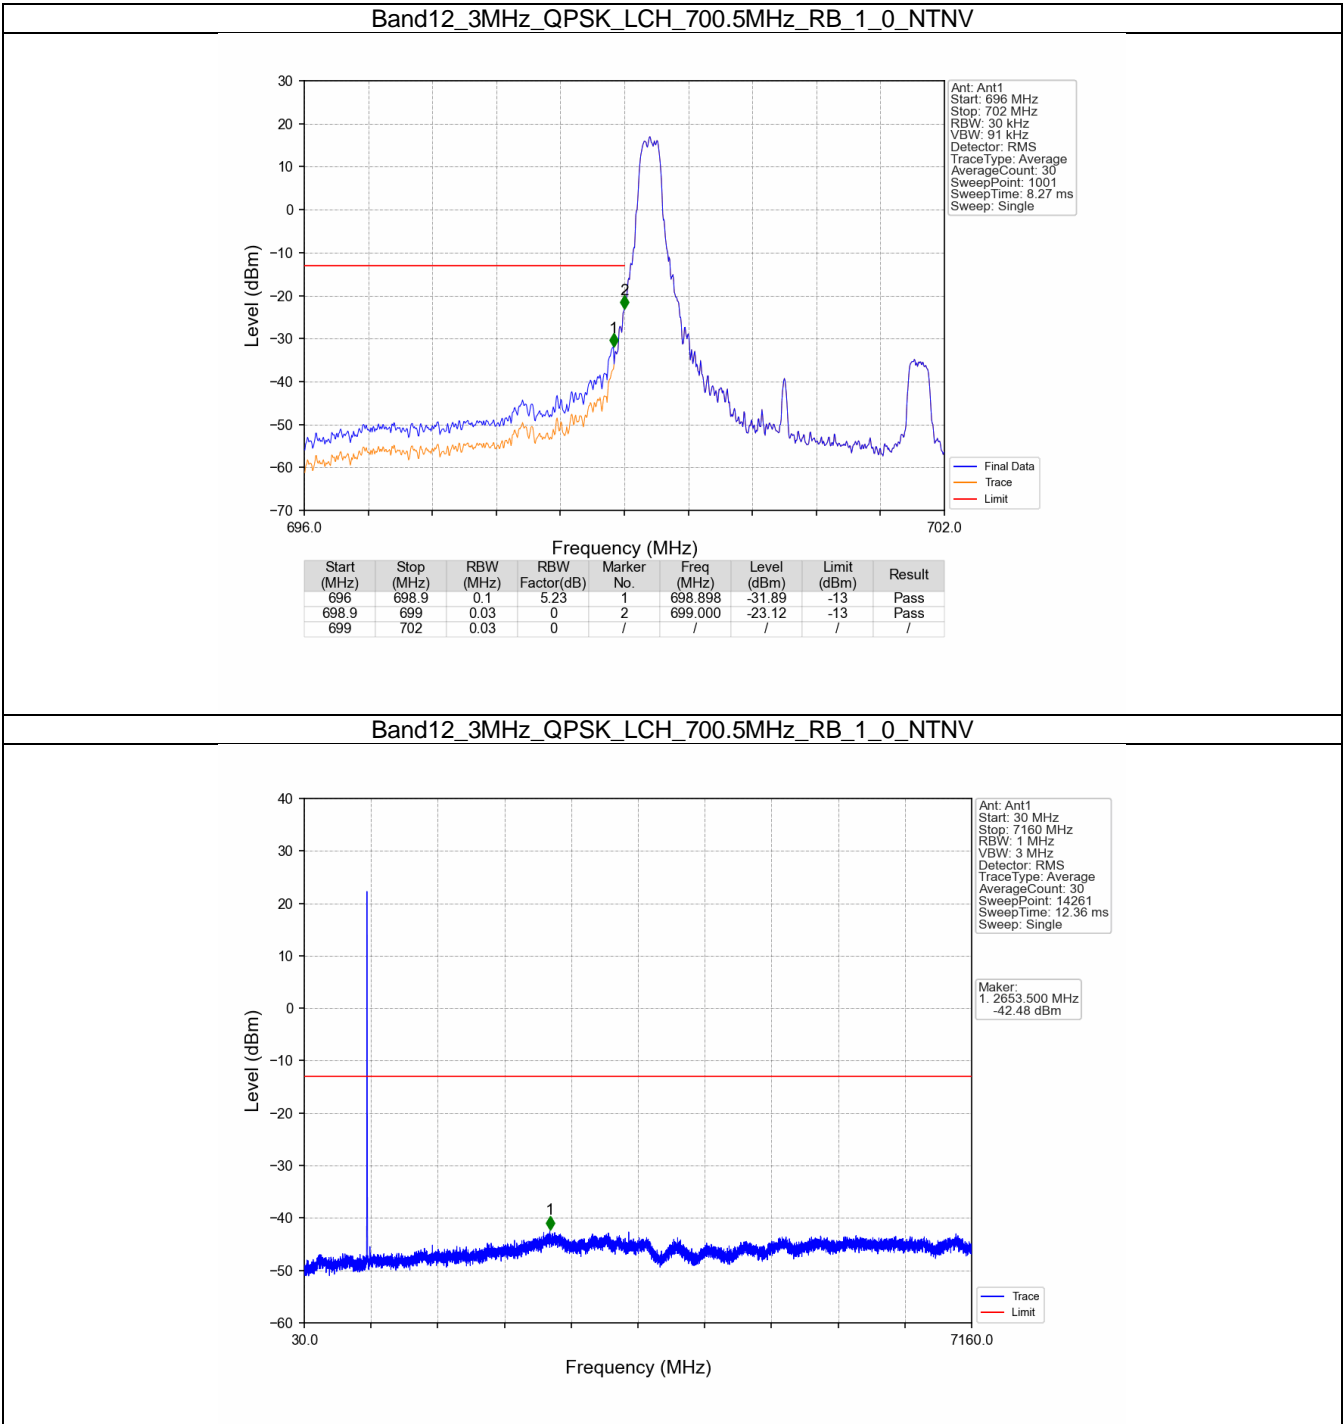 Band12_3MHz_QPSK_LCH_700.5MHz_RB_1_0_NTNV
30
20
10
0
−10
−20
−30
−40
−50
−60
−70
Level (dBm)
2
1
696.0
702.0
Frequency (MHz)
Ant: Ant1
Start: 696 MHz
Stop: 702 MHz
RBW: 30 kHz
VBW: 91 kHz
Detector: RMS
TraceType: Average
AverageCount: 30
SweepPoint: 1001
SweepTime: 8.27 ms
Sweep: Single
Final Data
Trace
Limit
Start (MHz) Stop (MHz) RBW (MHz) RBW Factor(dB) Marker No. Freq (MHz) Level (dBm) Limit (dBm) Result
696 698.9 0.1 5.23 1 698.898 -31.89 -13 Pass
698.9 699 0.03 0 2 699.000 -23.12 -13 Pass
699 702 0.03 0 / / / / /
Band12_3MHz_QPSK_LCH_700.5MHz_RB_1_0_NTNV
40
30
20
10
0
−10
−20
−30
−40
−50
−60
Level (dBm)
1
30.0
7160.0
Frequency (MHz)
Ant: Ant1
Start: 30 MHz
Stop: 7160 MHz
RBW: 1 MHz
VBW: 3 MHz
Detector: RMS
TraceType: Average
AverageCount: 30
SweepPoint: 14261
SweepTime: 12.36 ms
Sweep: Single
Maker:
1. 2653.500 MHz
-42.48 dBm
Trace
Limit